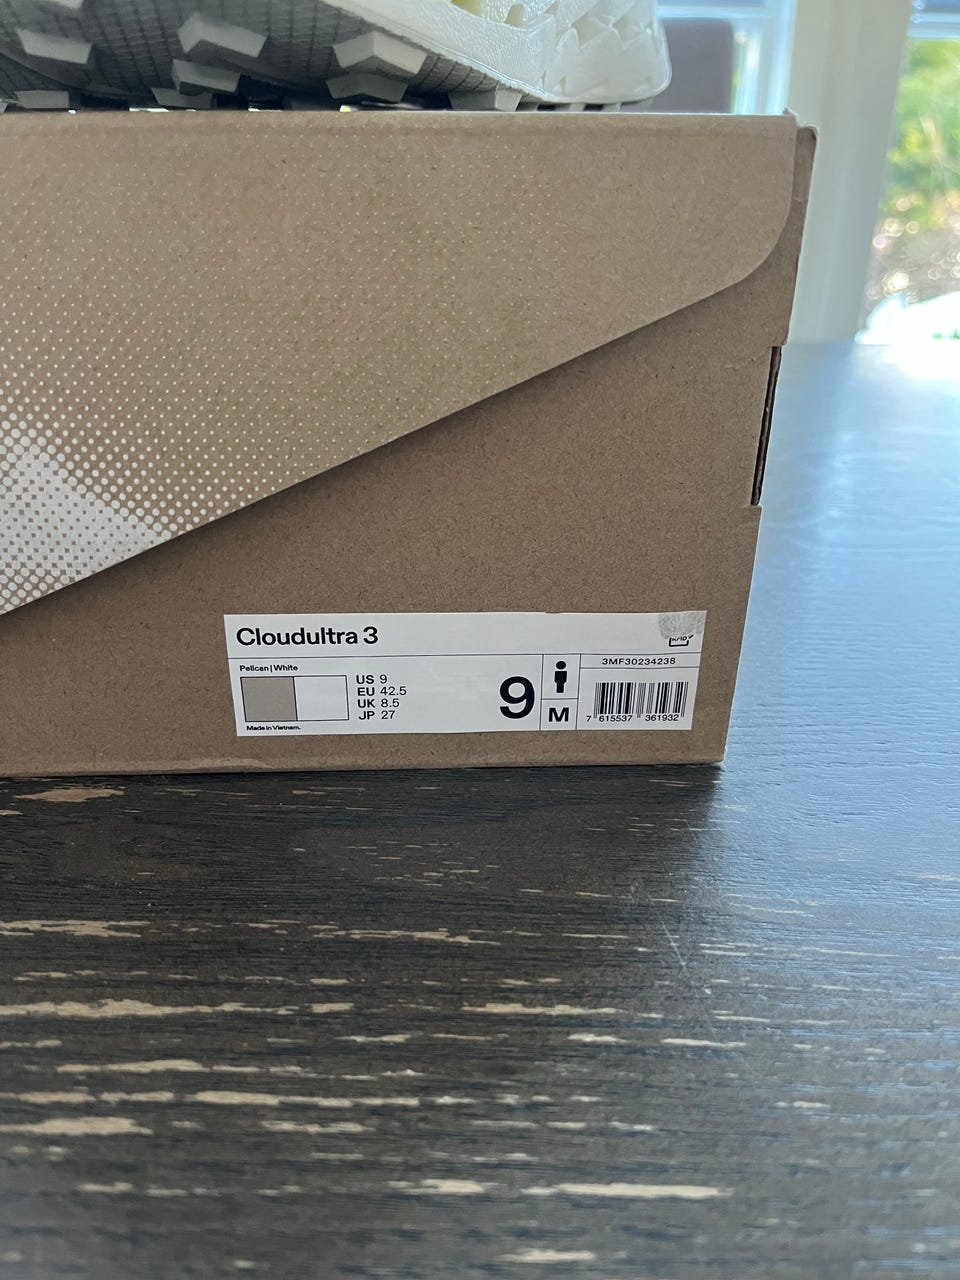 Cloudultra 3
Pelican | White
US 9
EU 42.5
UK 8.5
JP 27
Made in Vietnam.
9
M
3MF30234238
7 615537 361932